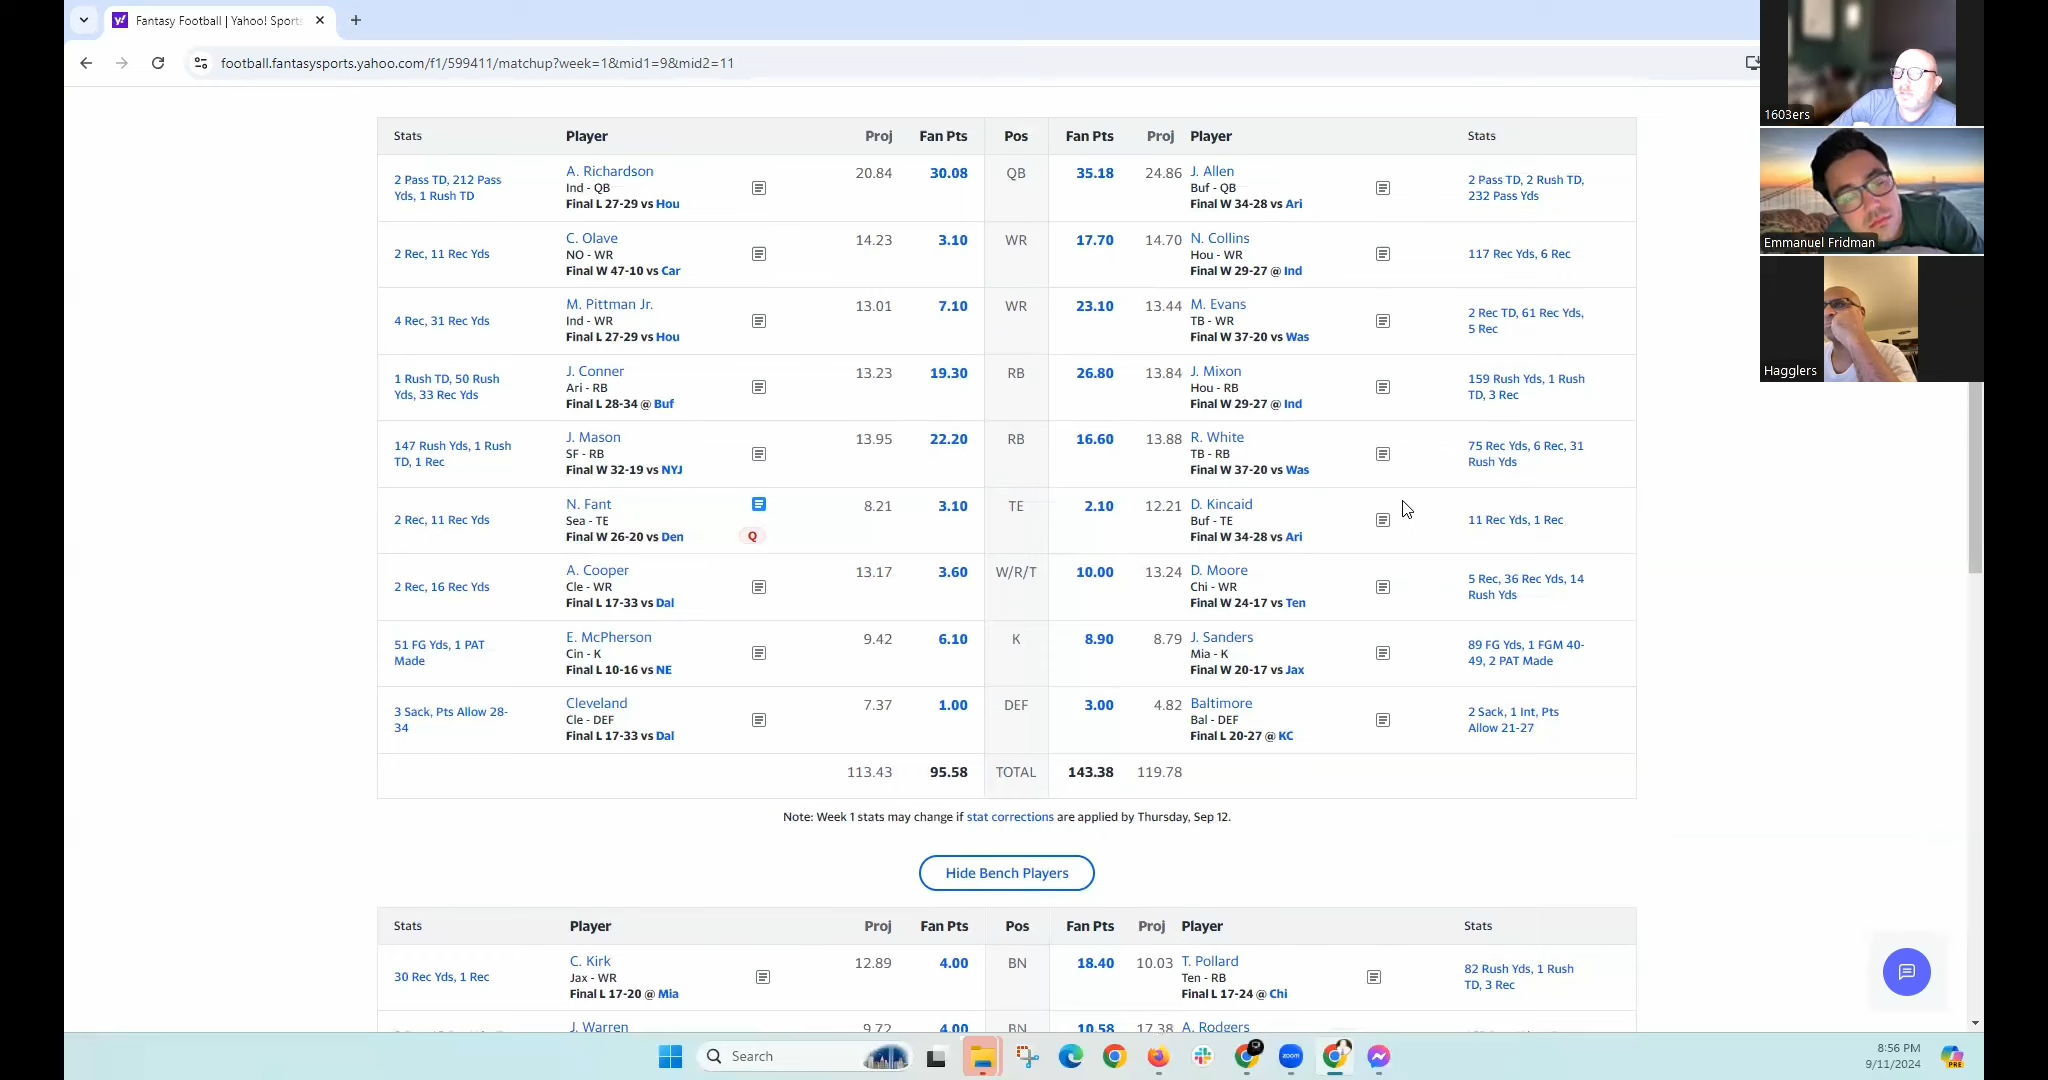 Fantasy Football | Yahoo! Sports
football.fantasysports.yahoo.com/f1/599411/matchup?week=1&mid1=9&mid2=11
1603ers
Emmanuel Fridman
Hagglers
Stats Player Proj Fan Pts Pos Fan Pts Proj Player Stats
2 Pass TD, 212 Pass Yds, 1 Rush TD
A. Richardson 20.84 30.08 QB 35.18 24.86 J. Allen
Ind - QB Buf - QB
Final L 27-29 vs Hou Final W 34-28 vs Ari
2 Pass TD, 2 Rush TD, 232 Pass Yds
2 Rec, 11 Rec Yds
C. Olave 14.23 3.10 WR 17.70 14.70 N. Collins
NO - WR Hou - WR
Final W 47-10 vs Car Final W 29-27 @ Ind
117 Rec Yds, 6 Rec
4 Rec, 31 Rec Yds
M. Pittman Jr. 13.01 7.10 WR 23.10 13.44 M. Evans
Ind - WR TB - WR
Final L 27-29 vs Hou Final W 37-20 vs Was
2 Rec TD, 61 Rec Yds, 5 Rec
1 Rush TD, 50 Rush Yds, 33 Rec Yds
J. Conner 13.23 19.30 RB 26.80 13.84 J. Mixon
Ari - RB Hou - RB
Final L 28-34 @ Buf Final W 29-27 @ Ind
159 Rush Yds, 1 Rush TD, 3 Rec
147 Rush Yds, 1 Rush TD, 1 Rec
J. Mason 13.95 22.20 RB 16.60 13.88 R. White
SF - RB TB - RB
Final W 32-19 vs NYJ Final W 37-20 vs Was
75 Rec Yds, 6 Rec, 31 Rush Yds
2 Rec, 11 Rec Yds
N. Fant 8.21 3.10 TE 2.10 12.21 D. Kincaid
Sea - TE Buf - TE
Final W 26-20 vs Den Q Final W 34-28 vs Ari
11 Rec Yds, 1 Rec
2 Rec, 16 Rec Yds
A. Cooper 13.17 3.60 W/R/T 10.00 13.24 D. Moore
Cle - WR Chi - WR
Final L 17-33 vs Dal Final W 24-17 vs Ten
5 Rec, 36 Rec Yds, 14 Rush Yds
51 FG Yds, 1 PAT Made
E. McPherson 9.42 6.10 K 8.90 8.79 J. Sanders
Cin - K Mia - K
Final L 10-16 vs NE Final W 20-17 vs Jax
89 FG Yds, 1 FGM 40-49, 2 PAT Made
3 Sack, Pts Allow 28-34
Cleveland 7.37 1.00 DEF 3.00 4.82 Baltimore
Cle - DEF Bal - DEF
Final L 17-33 vs Dal Final L 20-27 @ KC
2 Sack, 1 Int, Pts Allow 21-27
113.43 95.58 TOTAL 143.38 119.78
Note: Week 1 stats may change if stat corrections are applied by Thursday, Sep 12.
Hide Bench Players
Stats Player Proj Fan Pts Pos Fan Pts Proj Player Stats
30 Rec Yds, 1 Rec
C. Kirk 12.89 4.00 BN 18.40 10.03 T. Pollard
Jax - WR Ten - RB
Final L 17-20 @ Mia Final L 17-24 @ Chi
82 Rush Yds, 1 Rush TD, 3 Rec
J. Warren 9.72 4.00 BN 10.58 17.38 A. Rodgers
Search
zoom
PRE
8:56 PM
9/11/2024